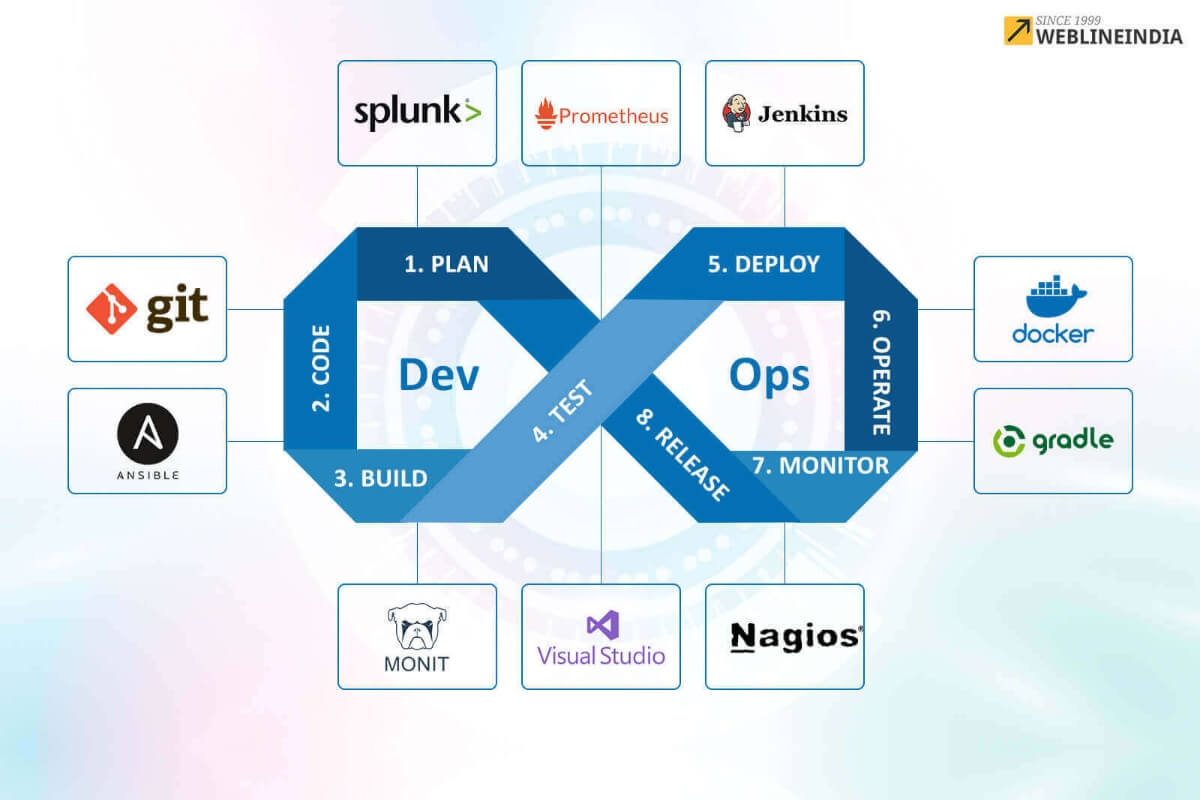 SINCE 1999
WEBLINEINDIA
splunk>
Prometheus
Jenkins
1. PLAN
5. DEPLOY
git
2. CODE
Dev
Ops
6. OPERATE
docker
4. TEST
8. RELEASE
ANSIBLE
gradle
3. BUILD
7. MONITOR
MONIT
Visual Studio
Nagios®